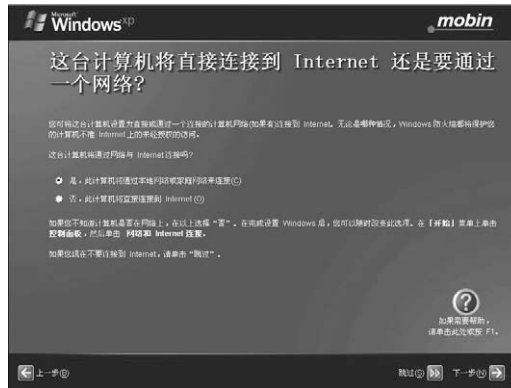 Microsoft
Windows xp
mobin
这台计算机将直接连接到 Internet 还是要通过
一个网络?
您可将这台计算机设置为直接或通过一个连接的计算机网络(如果有)连接到 Internet。无论是哪种情况，Windows 防火墙都将保护您
的计算机不准 Internet 上的未经授权的访问。
这台计算机将通过网络与 Internet 连接吗?
是，此计算机将通过本地网络或家庭网络来连接(C)
否，此计算机将直接连接到 Internet(O)
如果您不知道计算机是否在网络上，在以上选择“否”。在完成设置 Windows 后，您可以随时改变此选项。在「开始」菜单上单击
控制面板，然后单击 网络和 Internet 连接。
如果您现在不要连接到 Internet，请单击“跳过”。
如果需要帮助，
请单击此处或按 F1。
上一步(B)
跳过(S)
下一步(N)